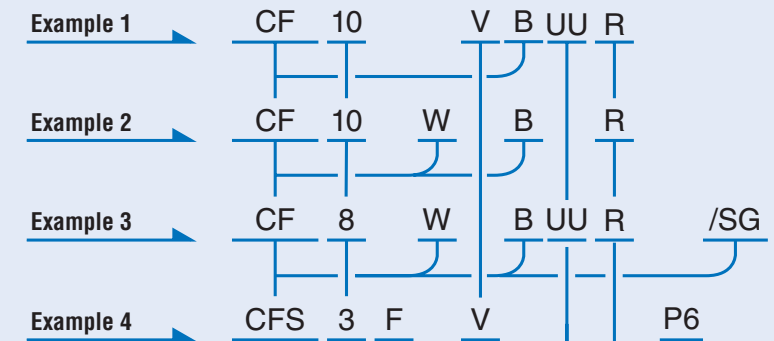 Example 1 CF 10 V B UU R
Example 2 CF 10 W B R
Example 3 CF 8 W B UU R /SG
Example 4 CFS 3 F V P6